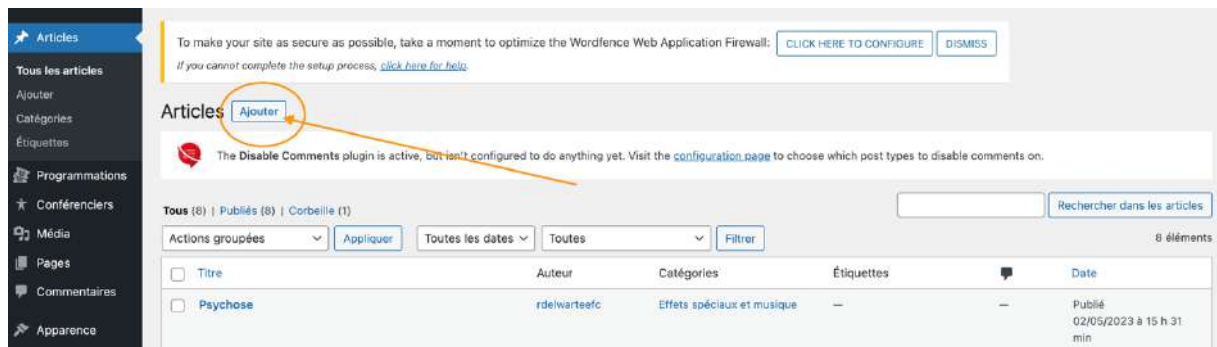 Articles
Tous les articles
Ajouter
Catégories
Étiquettes
Programmations
Conférenciers
Média
Pages
Commentaires
Apparence
To make your site as secure as possible, take a moment to optimize the Wordfence Web Application Firewall: CLICK HERE TO CONFIGURE DISMISS
If you cannot complete the setup process, click here for help.
Articles Ajouter
The Disable Comments plugin is active, but isn't configured to do anything yet. Visit the configuration page to choose which post types to disable comments on.
Tous (8) | Publiés (8) | Corbeille (1)
Rechercher dans les articles
Actions groupées Appliquer Toutes les dates Toutes Filtrer 8 éléments
Titre Auteur Catégories Étiquettes Date
Psychose rdelwarteefc Effets spéciaux et musique — — Publié
02/05/2023 à 15 h 31
min